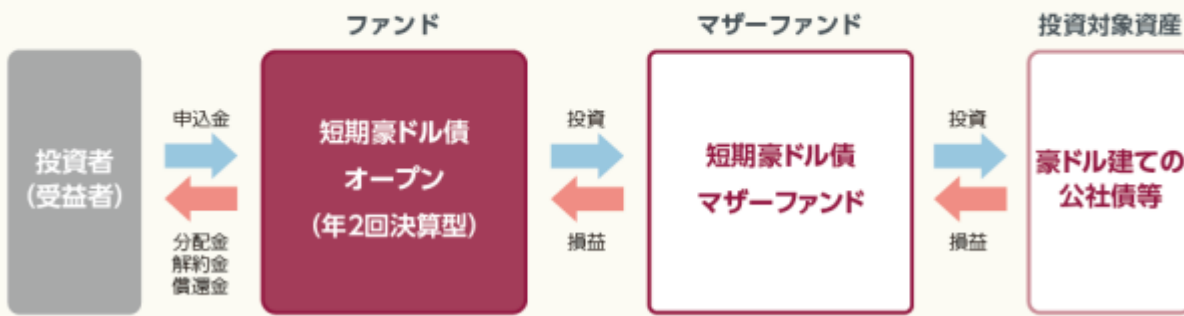 ファンド
マザーファンド
投資対象資産
投資者
(受益者)
申込金
分配金
解約金
償還金
短期豪ドル債
オープン
(年2回決算型)
投資
損益
短期豪ドル債
マザーファンド
投資
損益
豪ドル建ての
公社債等